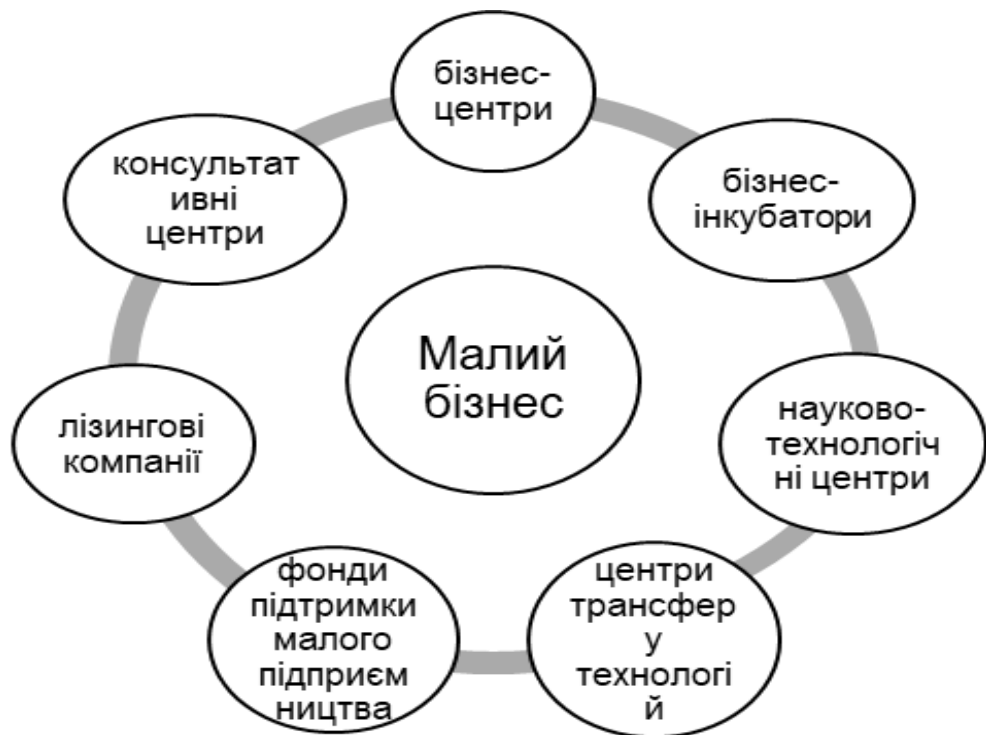 бізнес-
центри
бізнес-
інкубатори
науково-
технологіч
ні центри
центри
трансфер
у
технологі
й
фонди
підтримки
малого
підприєм
ництва
лізингові
компанії
консультат
ивні
центри
Малий
бізнес